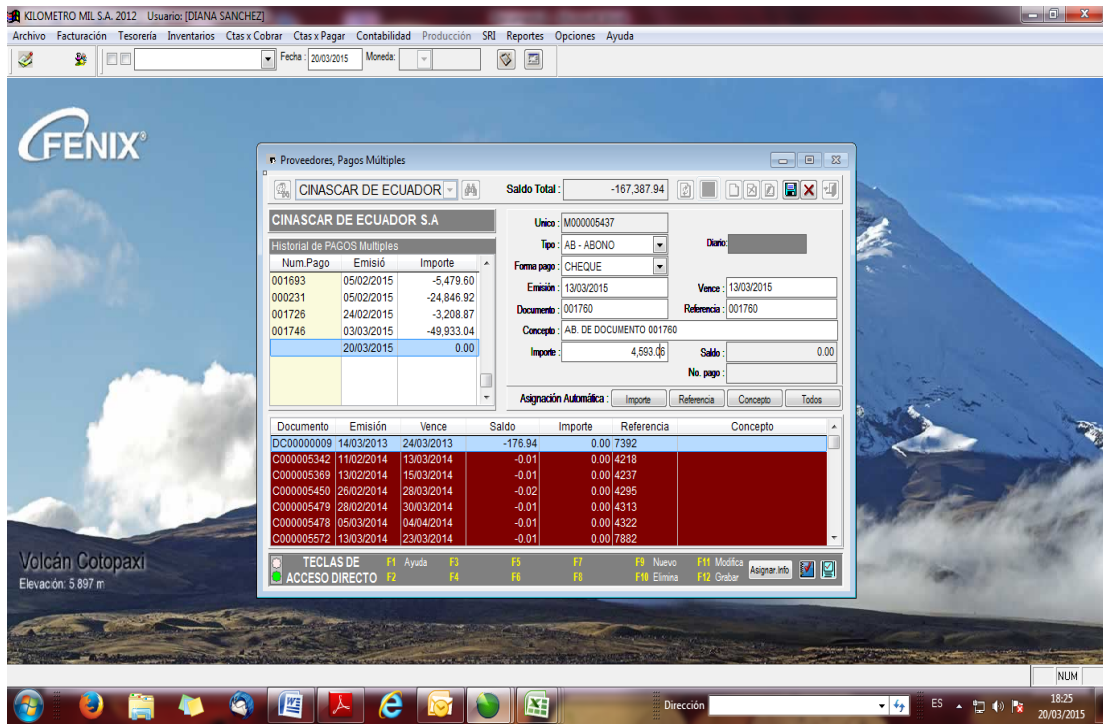 KILOMETRO MIL S.A. 2012 Usuario: [DIANA SANCHEZ]
Archivo Facturación Tesorería Inventarios Ctas x Cobrar Ctas x Pagar Contabilidad Producción SRI Reportes Opciones Ayuda
Fecha : 20/03/2015 Moneda:
FENIX®
Proveedores, Pagos Múltiples
CINASCAR DE ECUADOR Saldo Total : -167,387.94
CINASCAR DE ECUADOR S.A
Historial de PAGOS Multiples
Num.Pago Emisió Importe
001693 05/02/2015 -5,479.60
000231 05/02/2015 -24,846.92
001726 24/02/2015 -3,208.87
001746 03/03/2015 -49,933.04
20/03/2015 0.00
Unico : M000005437
Tipo : AB - ABONO Diario:
Forma pago : CHEQUE
Emisión : 13/03/2015 Vence : 13/03/2015
Documento : 001760 Referencia : 001760
Concepto : AB. DE DOCUMENTO 001760
Importe : 4,593.06 Saldo : 0.00
No. pago :
Asignación Automática : Importe Referencia Concepto Todos
Documento Emisión Vence Saldo Importe Referencia Concepto
DC00000009 14/03/2013 24/03/2013 -176.94 0.00 7392
C000005342 11/02/2014 13/03/2014 -0.01 0.00 4218
C000005369 13/02/2014 15/03/2014 -0.01 0.00 4237
C000005450 26/02/2014 28/03/2014 -0.02 0.00 4295
C000005479 28/02/2014 30/03/2014 -0.01 0.00 4313
C000005478 05/03/2014 04/04/2014 -0.01 0.00 4322
C000005572 13/03/2014 23/03/2014 -0.01 0.00 7882
TECLAS DE F1 Ayuda F3 F5 F7 F9 Nuevo F11 Modifica
ACCESO DIRECTO F2 F4 F6 F8 F10 Elimina F12 Grabar
Asignar.Info
Volcán Cotopaxi
Elevación: 5.897 m
NUM
Dirección ES 18:25
20/03/2015